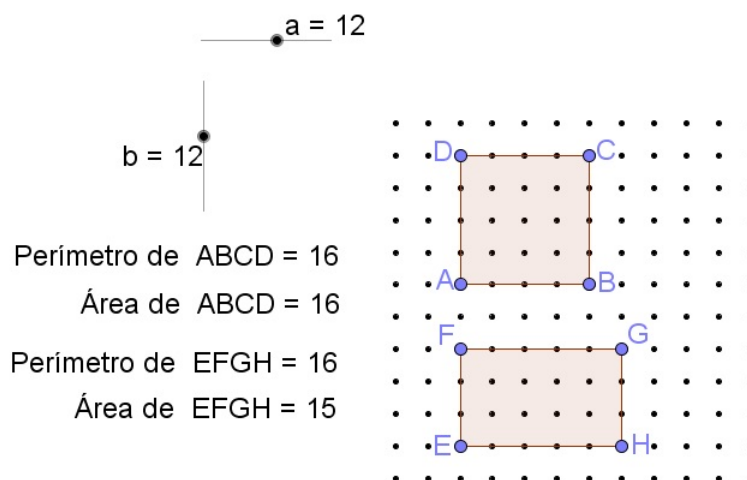 a = 12
b = 12
Perímetro de ABCD = 16
Área de ABCD = 16
Perímetro de EFGH = 16
Área de EFGH = 15
D C
A B
F G
E H